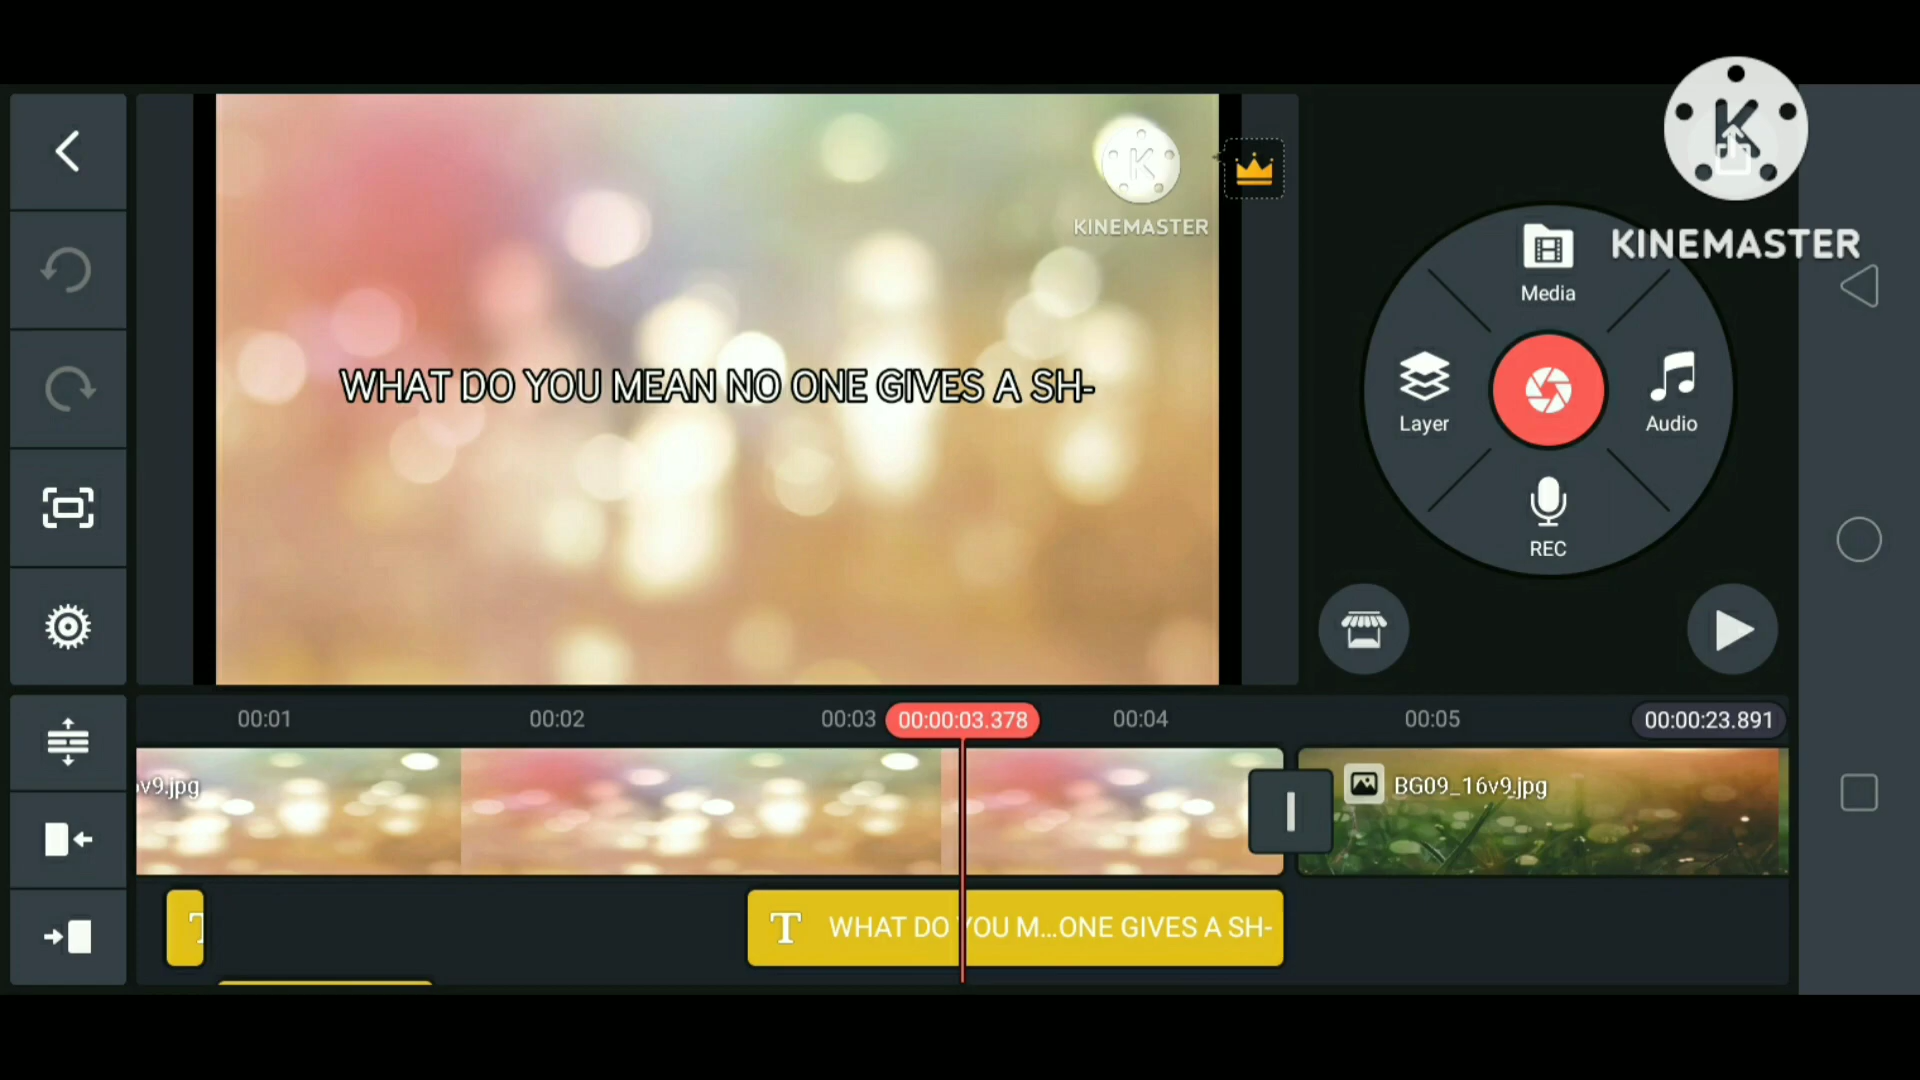 KINEMASTER
KINEMASTER
Media
Layer
Audio
REC
WHAT DO YOU MEAN NO ONE GIVES A SH-
00:01
00:02
00:03
00:00:03.378
00:04
00:05
00:00:23.891
v9.jpg
BG09_16v9.jpg
T
T
WHAT DO YOU M...ONE GIVES A SH-